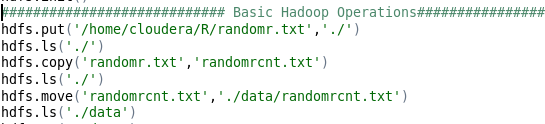 ########################### Basic Hadoop Operations################
hdfs.put('/home/cloudera/R/randomr.txt','./')
hdfs.ls('./')
hdfs.copy('randomr.txt','randomrcnt.txt')
hdfs.ls('./')
hdfs.move('randomrcnt.txt','./data/randomrcnt.txt')
hdfs.ls('./data')